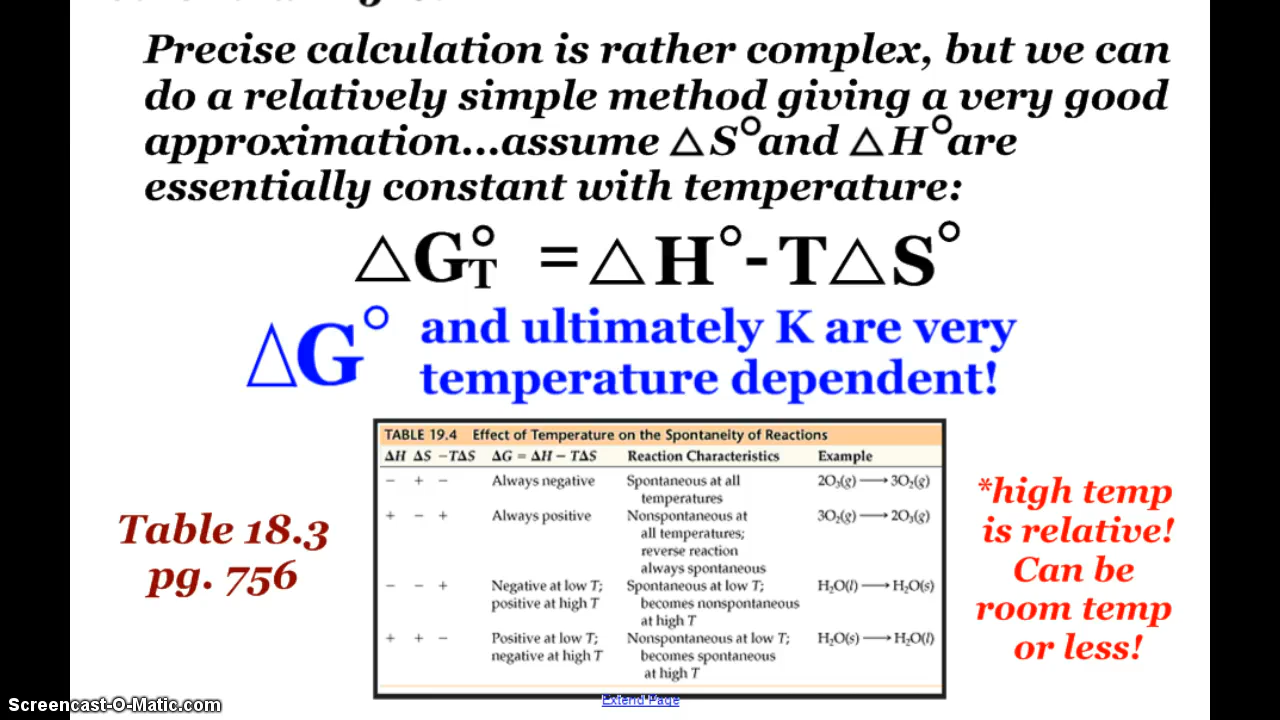 Precise calculation is rather complex, but we can
do a relatively simple method giving a very good
approximation...assume △S° and △H° are
essentially constant with temperature:
△G°T = △H° - T△S°
△G° and ultimately K are very
temperature dependent!
TABLE 19.4 Effect of Temperature on the Spontaneity of Reactions
ΔH ΔS −TΔS ΔG = ΔH − TΔS Reaction Characteristics Example
− + − Always negative Spontaneous at all 2O₃(g) ⟶ 3O₂(g)
temperatures
+ − + Always positive Nonspontaneous at 3O₂(g) ⟶ 2O₃(g)
all temperatures;
reverse reaction
always spontaneous
− − + Negative at low T; Spontaneous at low T; H₂O(l) ⟶ H₂O(s)
positive at high T becomes nonspontaneous
at high T
+ + − Positive at low T; Nonspontaneous at low T; H₂O(s) ⟶ H₂O(l)
negative at high T becomes spontaneous
at high T
Table 18.3
pg. 756
*high temp
is relative!
Can be
room temp
or less!
Extend Page
Screencast-O-Matic.com